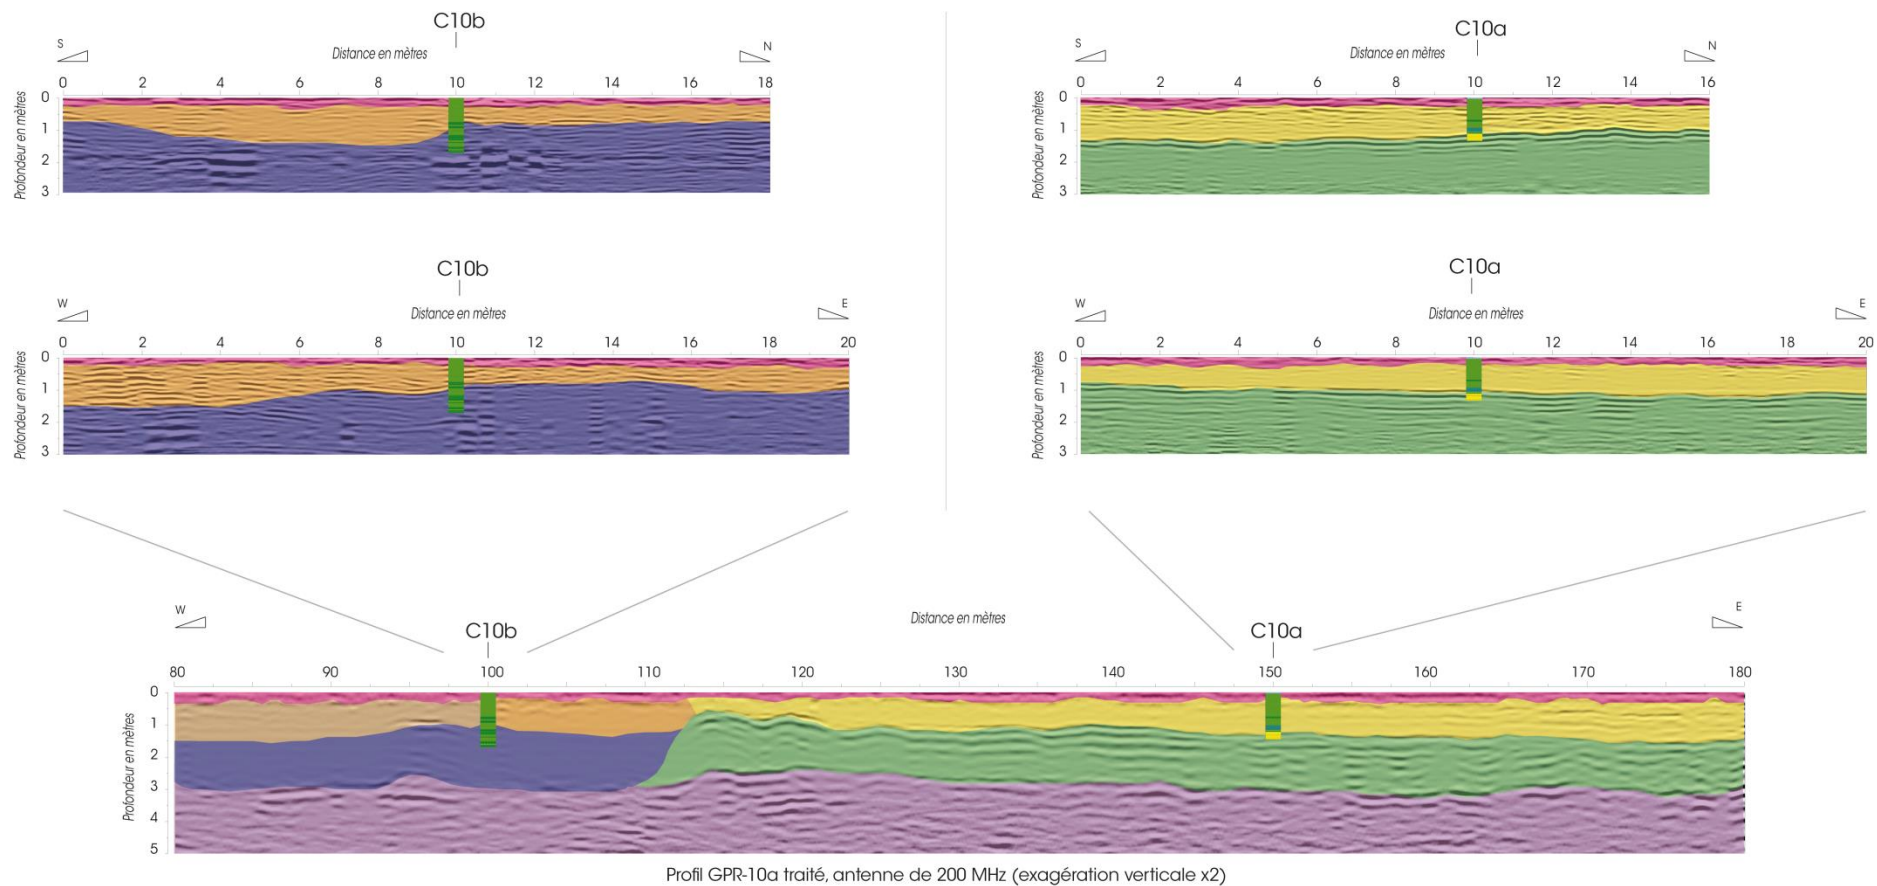 C10b
S
Distance en mètres
N
0 2 4 6 8 10 12 14 16 18
Profondeur en mètres
0
1
2
3
C10a
S
Distance en mètres
N
0 2 4 6 8 10 12 14 16
Profondeur en mètres
0
1
2
3
C10b
W
Distance en mètres
E
0 2 4 6 8 10 12 14 16 18 20
Profondeur en mètres
0
1
2
3
C10a
W
Distance en mètres
E
0 2 4 6 8 10 12 14 16 18 20
Profondeur en mètres
0
1
2
3
W
Distance en mètres
E
C10b
C10a
80 90 100 110 120 130 140 150 160 170 180
Profondeur en mètres
0
1
2
3
4
5
Profil GPR-10a traité, antenne de 200 MHz (exagération verticale x2)